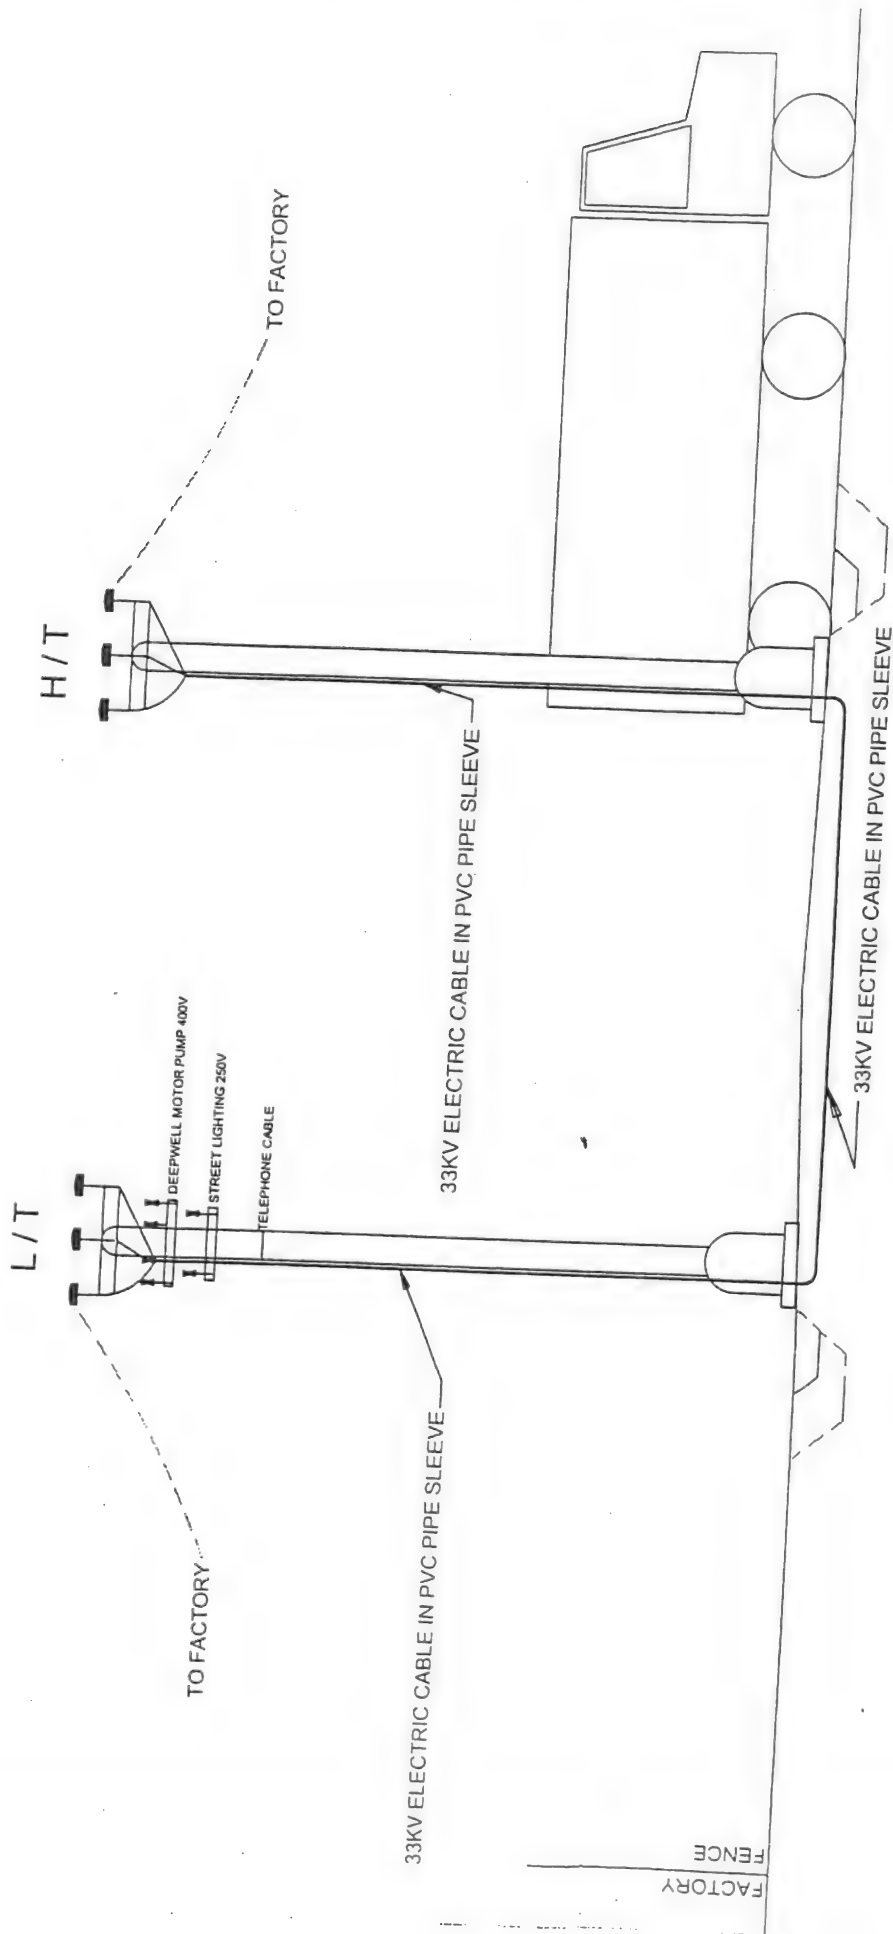 L/T
H/T
TO FACTORY
TO FACTORY
DEEPWELL MOTOR PUMP 400V
STREET LIGHTING 250V
TELEPHONE CABLE
33KV ELECTRIC CABLE IN PVC PIPE SLEEVE
33KV ELECTRIC CABLE IN PVC PIPE SLEEVE
33KV ELECTRIC CABLE IN PVC PIPE SLEEVE
FACTORY
FENCE